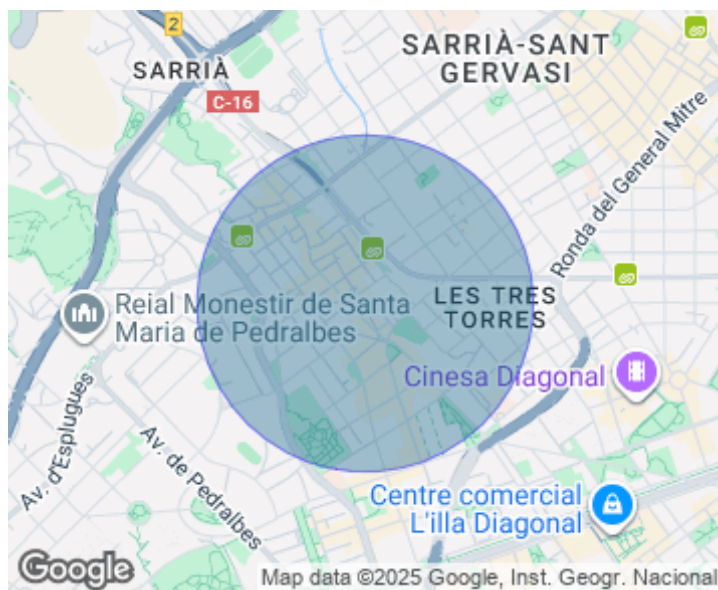 2
SARRIÀ-SANT
GERVASI
SARRIÀ
C-16
Ronda del General Mitre
LES TRES
TORRES
Reial Monestir de Santa
Maria de Pedralbes
Cinesa Diagonal
Av. d'Esplugues
Av. de Pedralbes
Centre comercial
L'illa Diagonal
Google
Map data ©2025 Google, Inst. Geogr. Nacional